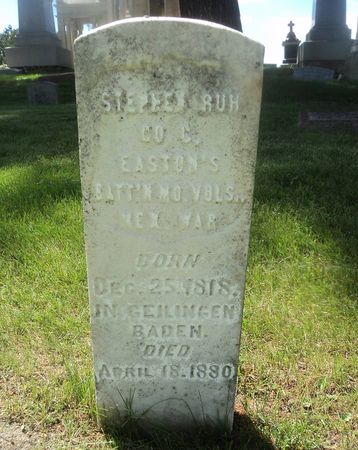 STEPHEN RUH
CO C.
EASTON'S
BATT'N. MO. VOLS.
MEX. WAR
BORN
DEC. 25. 1818.
IN GEILINGEN
BADEN.
DIED
APRIL 18. 1880.